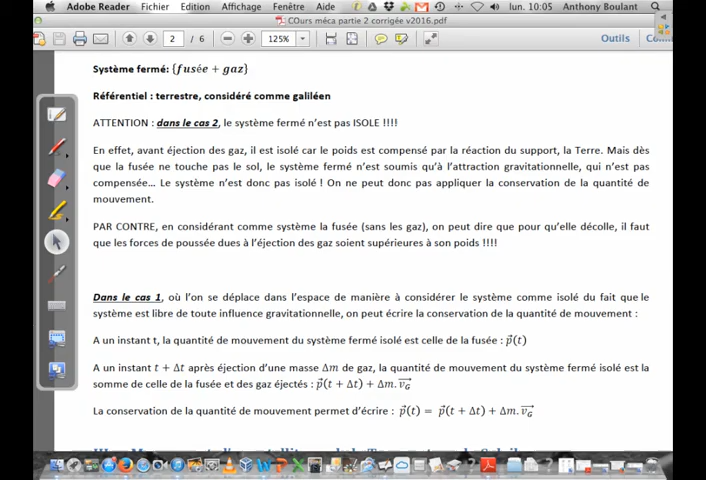 Adobe Reader Fichier Edition Affichage Fenêtre Aide lun. 10:05 Anthony Boulant
COurs méca partie 2 corrigée v2016.pdf
2 / 6 125% Outils
Système fermé: {fusée + gaz}
Référentiel : terrestre, considéré comme galiléen
ATTENTION : dans le cas 2, le système fermé n'est pas ISOLE !!!!
En effet, avant éjection des gaz, il est isolé car le poids est compensé par la réaction du support, la Terre. Mais dès
que la fusée ne touche pas le sol, le système fermé n'est soumis qu'à l'attraction gravitationnelle, qui n'est pas
compensée... Le système n'est donc pas isolé ! On ne peut donc pas appliquer la conservation de la quantité de
mouvement.
PAR CONTRE, en considérant comme système la fusée (sans les gaz), on peut dire que pour qu'elle décolle, il faut
que les forces de poussée dues à l'éjection des gaz soient supérieures à son poids !!!!
Dans le cas 1, où l'on se déplace dans l'espace de manière à considérer le système comme isolé du fait que le
système est libre de toute influence gravitationnelle, on peut écrire la conservation de la quantité de mouvement :
A un instant t, la quantité de mouvement du système fermé isolé est celle de la fusée : p⃗(t)
A un instant t + Δt après éjection d'une masse Δm de gaz, la quantité de mouvement du système fermé isolé est la
somme de celle de la fusée et des gaz éjectés : p⃗(t + Δt) + Δm. v_G⃗
La conservation de la quantité de mouvement permet d'écrire : p⃗(t) = p⃗(t + Δt) + Δm. v_G⃗